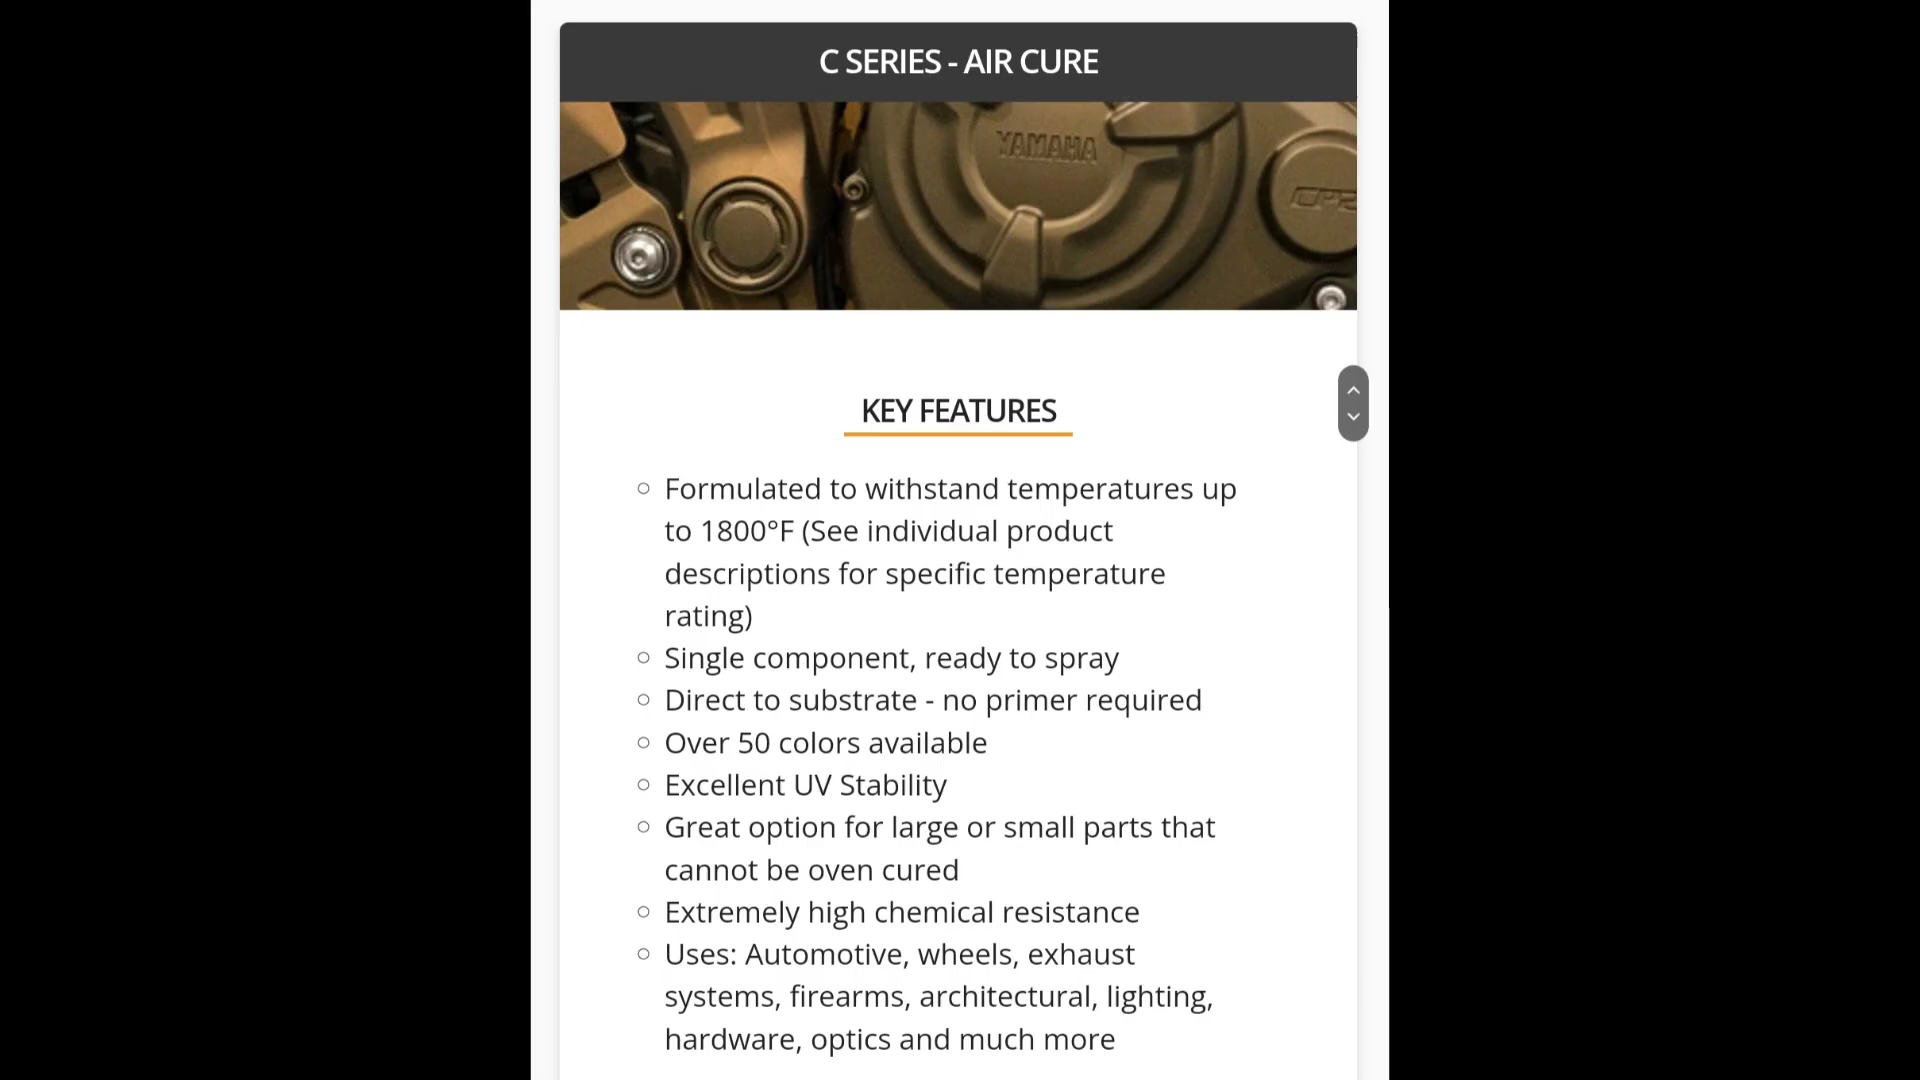 C SERIES - AIR CURE
YAMAHA
CP2
KEY FEATURES
Formulated to withstand temperatures up
to 1800°F (See individual product
descriptions for specific temperature
rating)
Single component, ready to spray
Direct to substrate - no primer required
Over 50 colors available
Excellent UV Stability
Great option for large or small parts that
cannot be oven cured
Extremely high chemical resistance
Uses: Automotive, wheels, exhaust
systems, firearms, architectural, lighting,
hardware, optics and much more